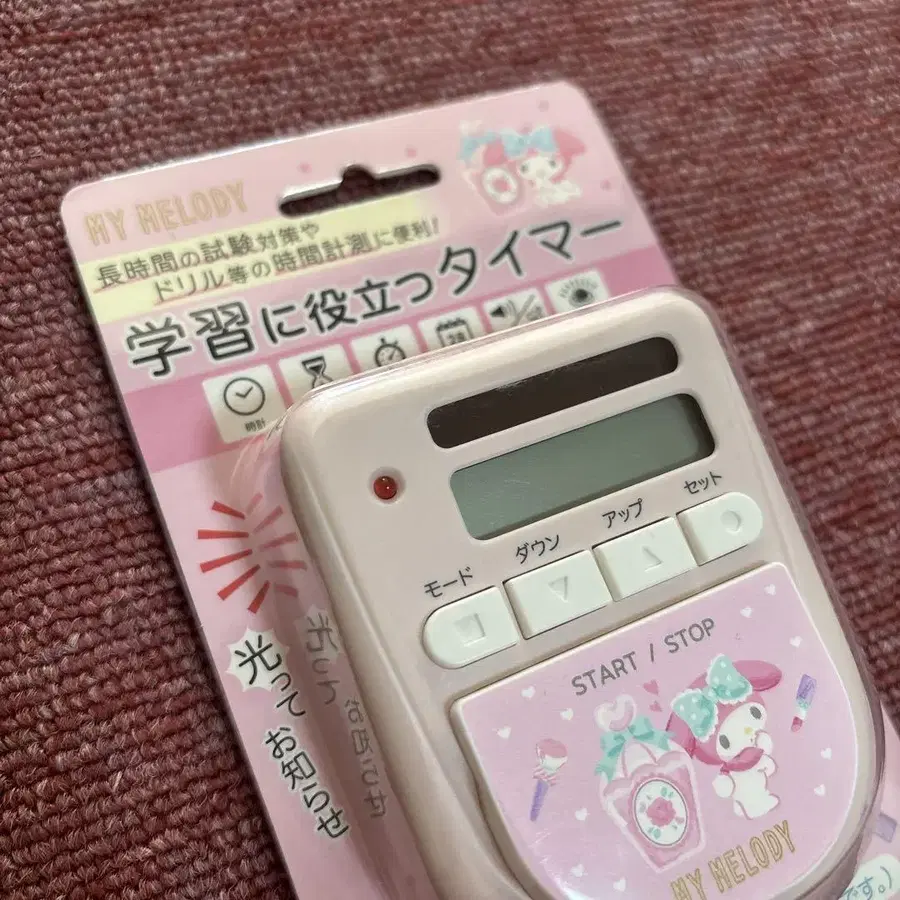 MY MELODY
長時間の試験対策や
ドリル等の時間計測に便利!
学習に役立つタイマー
時計
28
モード
ダウン
アップ
セット
START / STOP
光って
お知らせ
MY MELODY
です。)